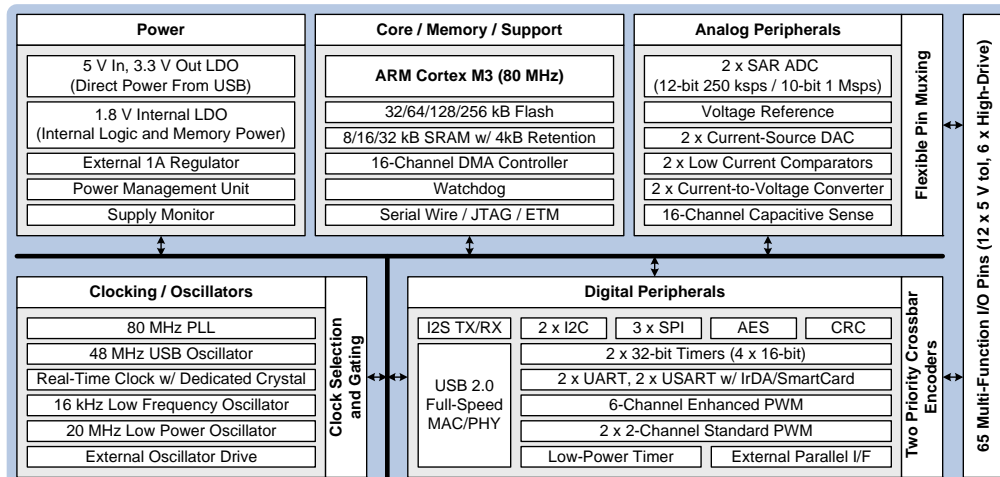 Power
5 V In, 3.3 V Out LDO
(Direct Power From USB)
1.8 V Internal LDO
(Internal Logic and Memory Power)
External 1A Regulator
Power Management Unit
Supply Monitor
Core / Memory / Support
ARM Cortex M3 (80 MHz)
32/64/128/256 kB Flash
8/16/32 kB SRAM w/ 4kB Retention
16-Channel DMA Controller
Watchdog
Serial Wire / JTAG / ETM
Analog Peripherals
2 x SAR ADC
(12-bit 250 ksps / 10-bit 1 Msps)
Voltage Reference
2 x Current-Source DAC
2 x Low Current Comparators
2 x Current-to-Voltage Converter
16-Channel Capacitive Sense
Flexible Pin Muxing
65 Multi-Function I/O Pins (12 x 5 V tol, 6 x High-Drive)
Clocking / Oscillators
80 MHz PLL
48 MHz USB Oscillator
Real-Time Clock w/ Dedicated Crystal
16 kHz Low Frequency Oscillator
20 MHz Low Power Oscillator
External Oscillator Drive
Clock Selection
and Gating
Digital Peripherals
I2S TX/RX
2 x I2C
3 x SPI
AES
CRC
USB 2.0
Full-Speed
MAC/PHY
2 x 32-bit Timers (4 x 16-bit)
2 x UART, 2 x USART w/ IrDA/SmartCard
6-Channel Enhanced PWM
2 x 2-Channel Standard PWM
Low-Power Timer
External Parallel I/F
Two Priority Crossbar
Encoders